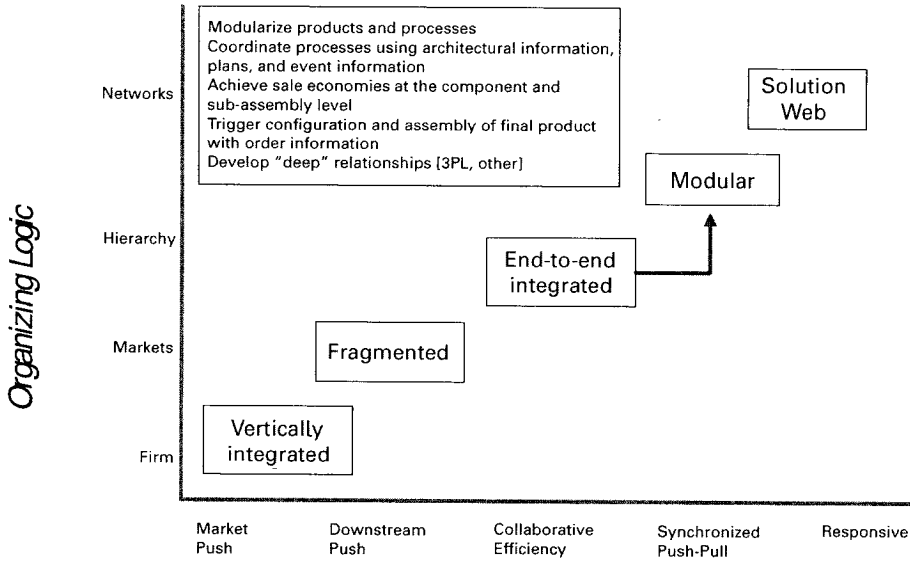 Modularize products and processes
Coordinate processes using architectural information,
plans, and event information
Achieve sale economies at the component and
sub-assembly level
Trigger configuration and assembly of final product
with order information
Develop "deep" relationships [3PL, other]
Solution
Web
Networks
Modular
Hierarchy
End-to-end
integrated
Organizing Logic
Markets
Fragmented
Vertically
integrated
Firm
Market
Push
Downstream
Push
Collaborative
Efficiency
Synchronized
Push-Pull
Responsive